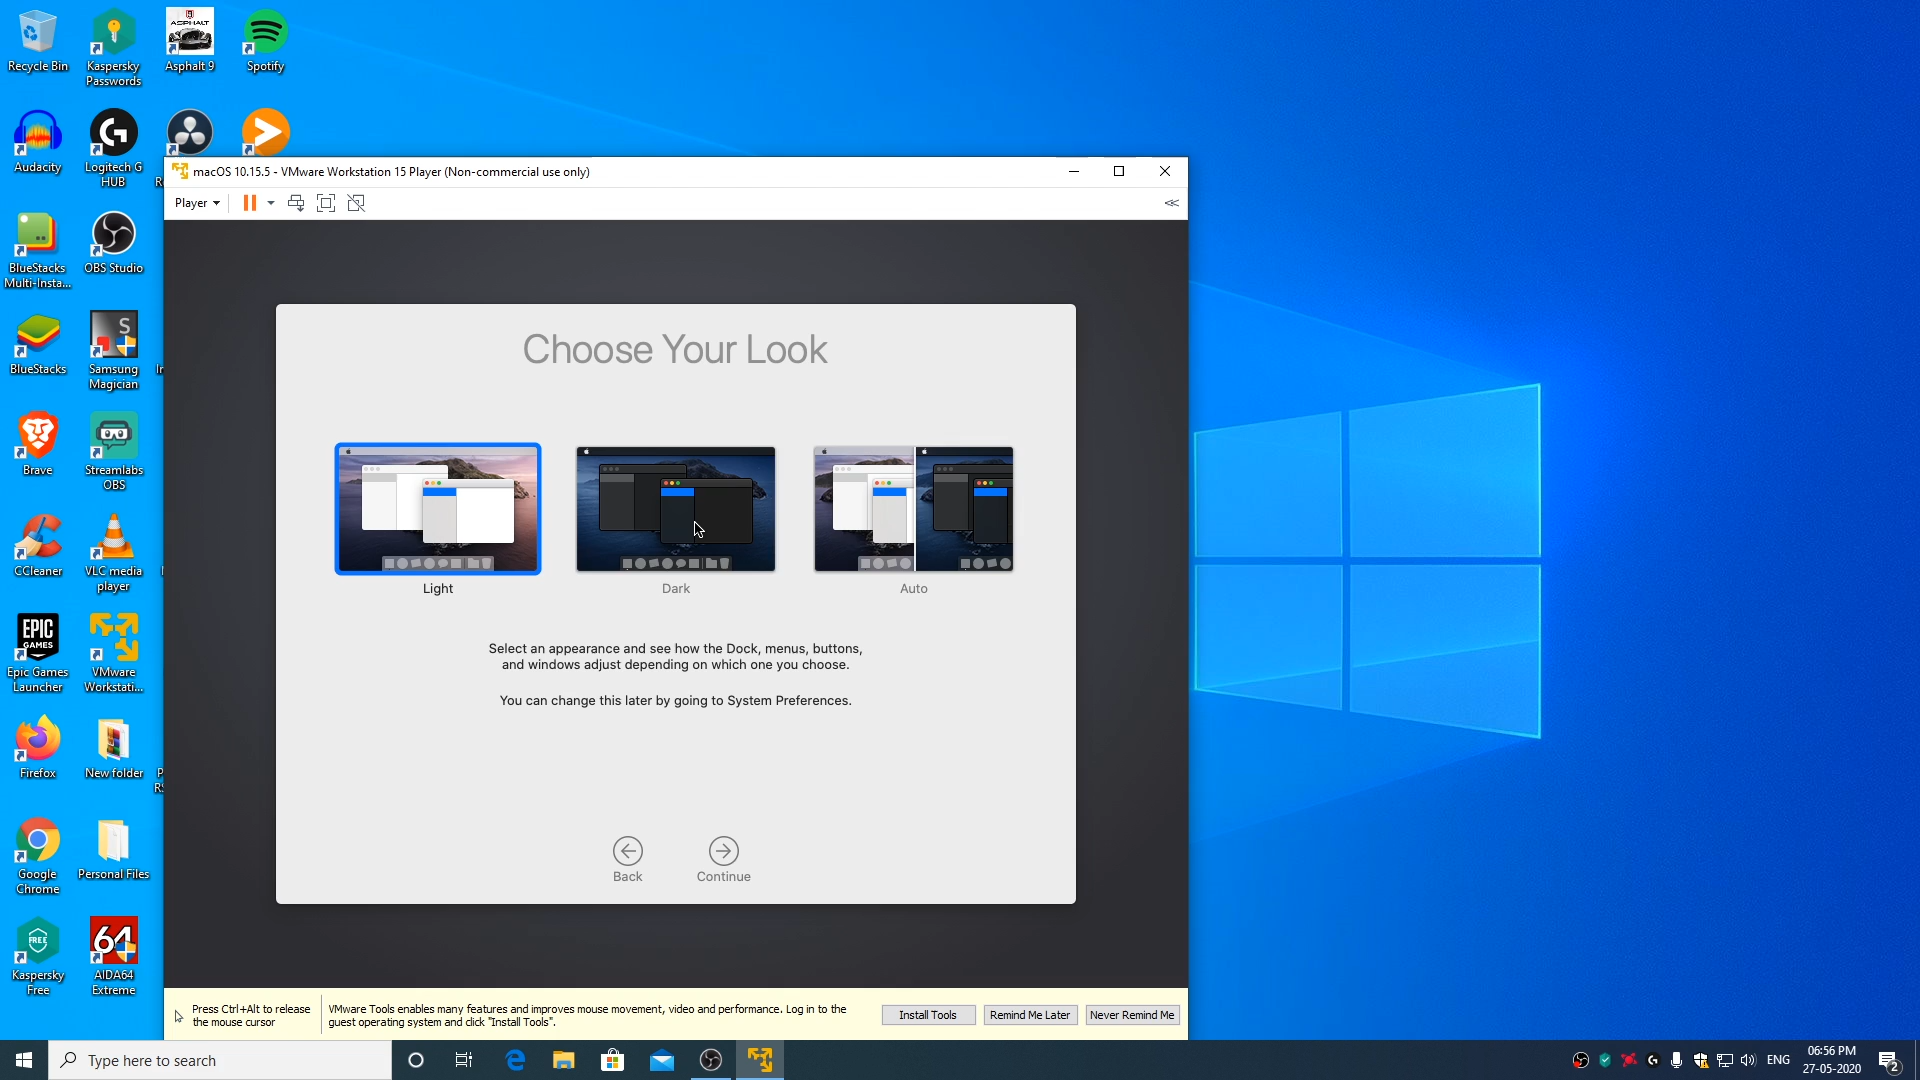 Recycle Bin
Kaspersky
Passwords
ASPHALT
Asphalt 9
Spotify
Audacity
Logitech G
HUB
BlueStacks
Multi-Insta...
OBS Studio
BlueStacks
S
Samsung
Magician
Brave
Streamlabs
OBS
CCleaner
VLC media
player
EPIC
GAMES
Epic Games
Launcher
VMware
Workstati...
Firefox
New folder
Google
Chrome
Personal Files
FREE
Kaspersky
Free
64
AIDA64
Extreme
macOS 10.15.5 - VMware Workstation 15 Player (Non-commercial use only)
Player
Choose Your Look
Light
Dark
Auto
Select an appearance and see how the Dock, menus, buttons,
and windows adjust depending on which one you choose.
You can change this later by going to System Preferences.
Back
Continue
Press Ctrl+Alt to release
the mouse cursor
VMware Tools enables many features and improves mouse movement, video and performance. Log in to the
guest operating system and click "Install Tools".
Install Tools
Remind Me Later
Never Remind Me
Type here to search
ENG
06:56 PM
27-05-2020
2